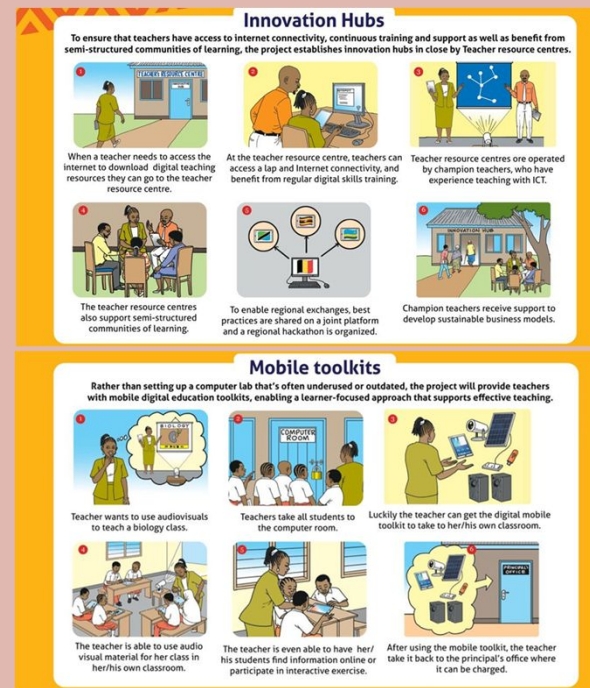 Innovation Hubs
To ensure that teachers have access to internet connectivity, continuous training and support as well as benefit from
semi-structured communities of learning, the project establishes innovation hubs in close by Teacher resource centres.
1
TEACHERS RESOURCE CENTRE
When a teacher needs to access the
internet to download digital teaching
resources they can go to the teacher
resource centre.
2
At the teacher resource centre, teachers can
access a lap and Internet connectivity, and
benefit from regular digital skills training.
3
Teacher resource centres ore operated
by champion teachers, who have
experience teaching with ICT.
4
The teacher resource centres
also support semi-structured
communities of learning.
5
To enable regional exchanges, best
practices are shared on a joint platform
and a regional hackathon is organized.
6
INNOVATION HUB
Champion teachers receive support to
develop sustainable business models.
Mobile toolkits
Rather than setting up a computer lab that's often underused or outdated, the project will provide teachers
with mobile digital education toolkits, enabling a learner-focused approach that supports effective teaching.
1
BIOLOGY
Teacher wants to use audiovisuals
to teach a biology class.
2
COMPUTER
ROOM
Teachers take all students to
the computer room.
3
Luckily the teacher can get the digital mobile
toolkit to take to her/his own classroom.
4
The teacher is able to use audio
visual material for her class in
her/his own classroom.
5
The teacher is even able to have her/
his students find information online or
participate in interactive exercise.
6
PRINCIPAL'S
OFFICE
After using the mobile toolkit, the teacher
take it back to the principal's office where
it can be charged.